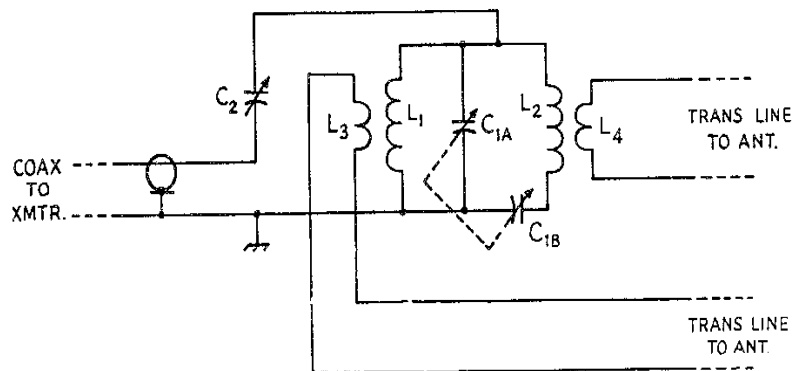 C2
L3
L1
C1A
L2
L4
TRANS LINE
TO ANT.
COAX
TO
XMTR.
C1B
TRANS LINE
TO ANT.